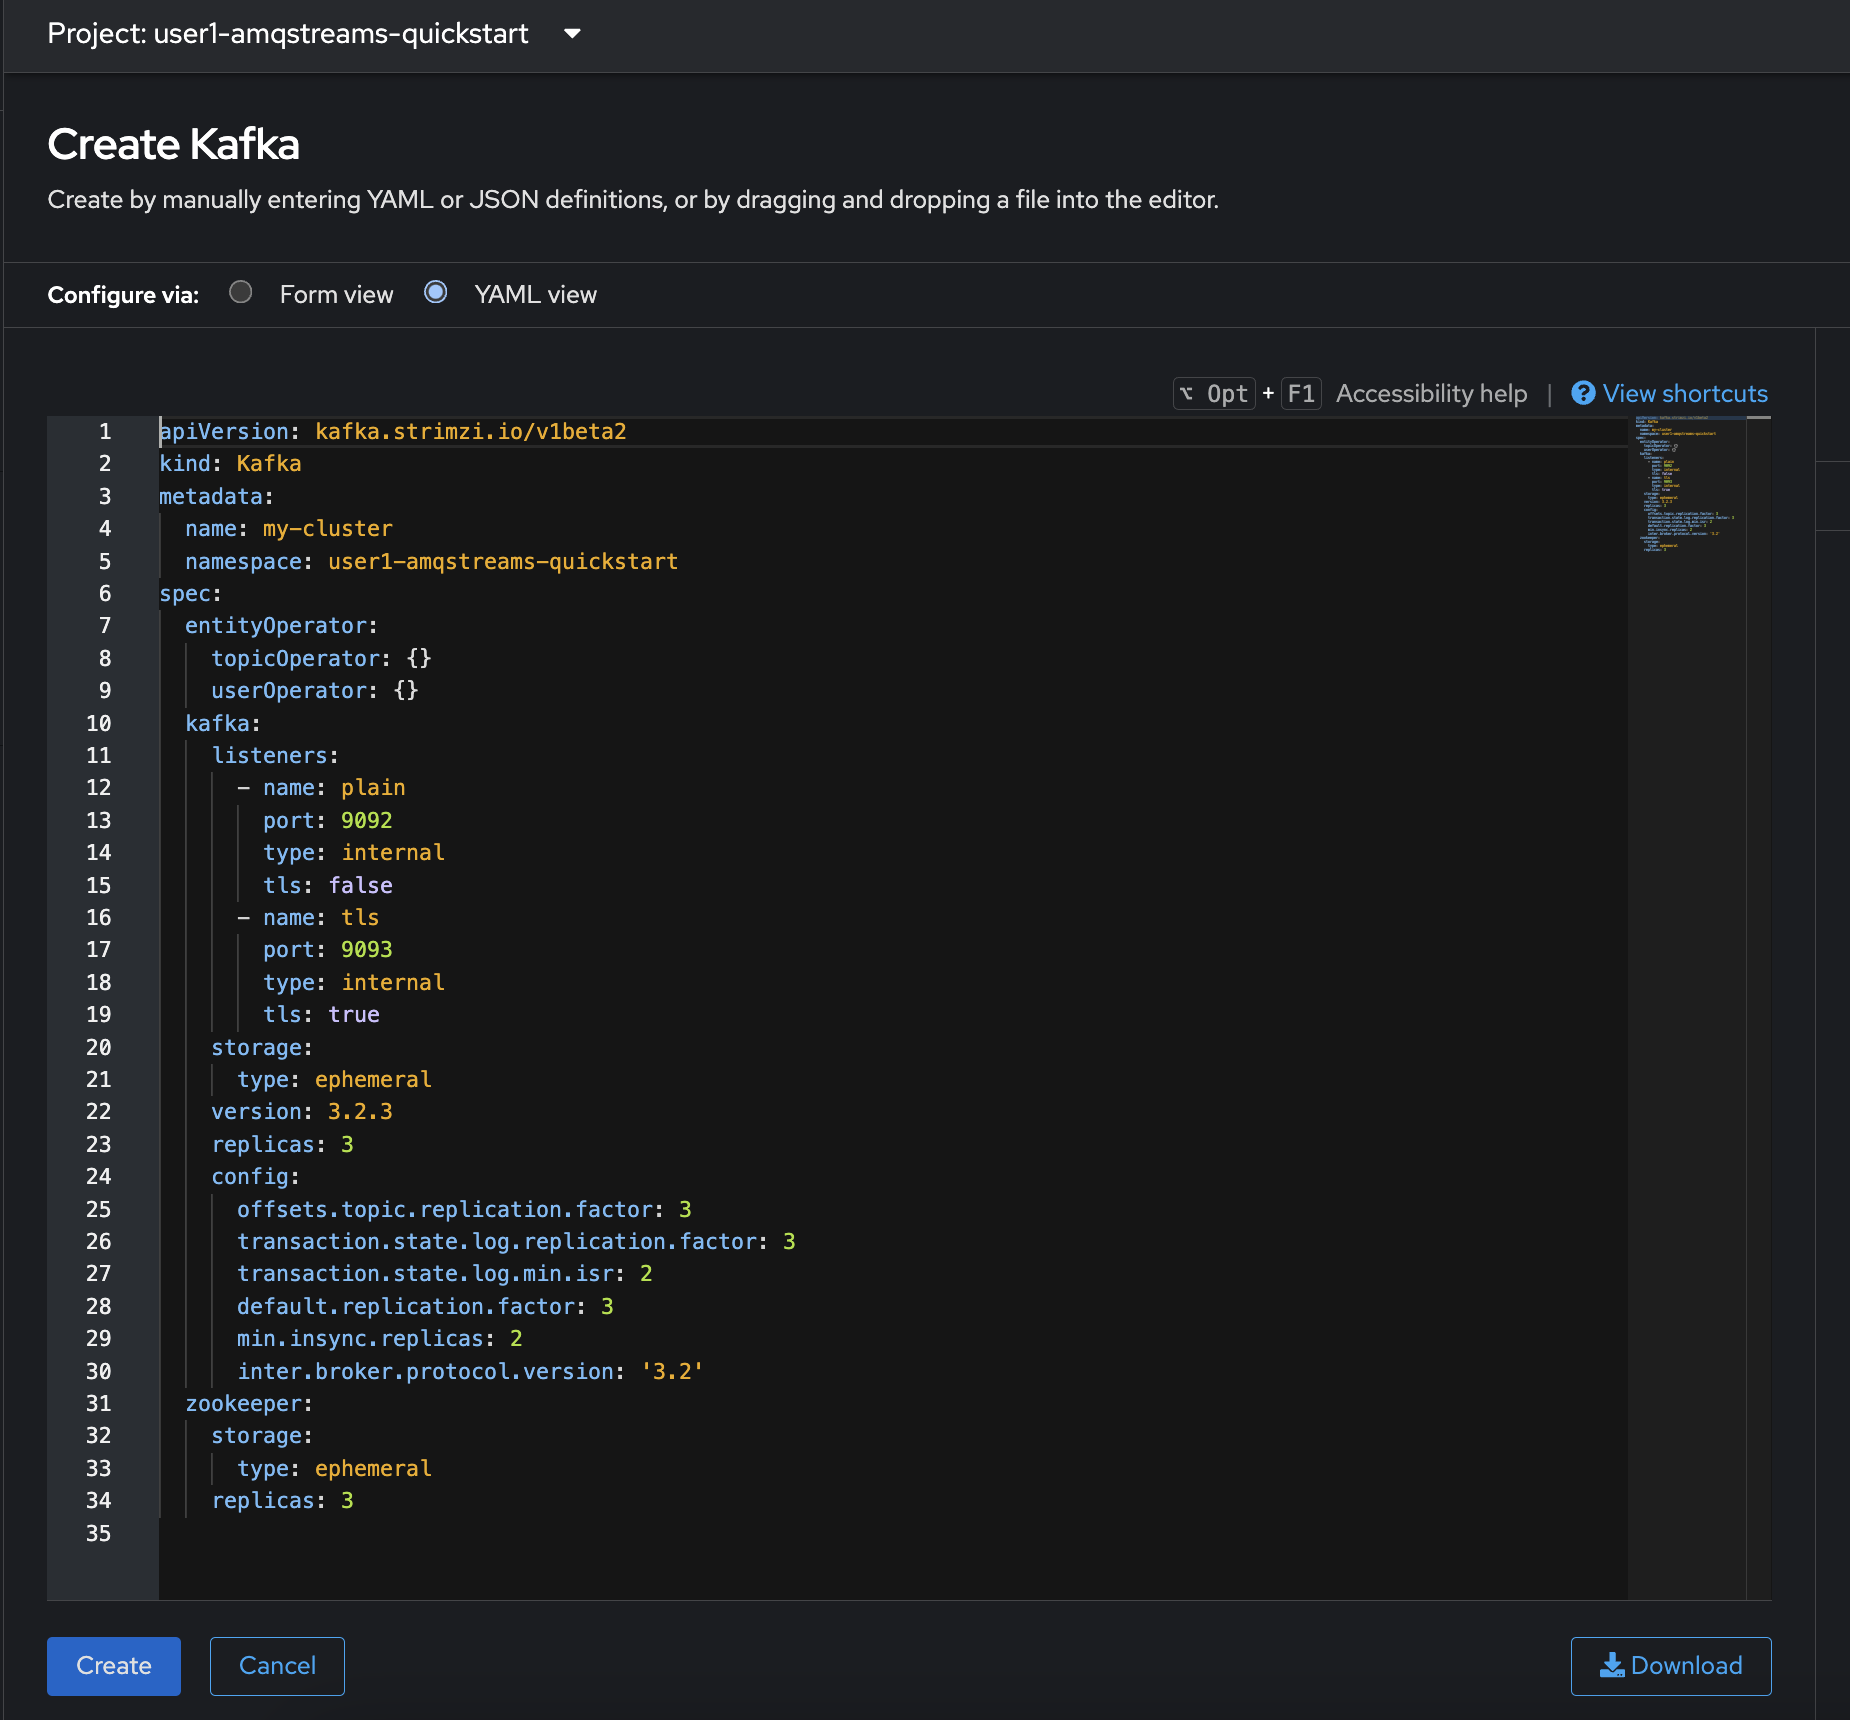 Project: user1-amqstreams-quickstart
Create Kafka
Create by manually entering YAML or JSON definitions, or by dragging and dropping a file into the editor.
Configure via: Form view YAML view
⌥ Opt + F1 Accessibility help | View shortcuts
1 apiVersion: kafka.strimzi.io/v1beta2
2 kind: Kafka
3 metadata:
4   name: my-cluster
5   namespace: user1-amqstreams-quickstart
6 spec:
7   entityOperator:
8     topicOperator: {}
9     userOperator: {}
10   kafka:
11     listeners:
12       - name: plain
13         port: 9092
14         type: internal
15         tls: false
16       - name: tls
17         port: 9093
18         type: internal
19         tls: true
20     storage:
21       type: ephemeral
22     version: 3.2.3
23     replicas: 3
24     config:
25       offsets.topic.replication.factor: 3
26       transaction.state.log.replication.factor: 3
27       transaction.state.log.min.isr: 2
28       default.replication.factor: 3
29       min.insync.replicas: 2
30       inter.broker.protocol.version: '3.2'
31   zookeeper:
32     storage:
33       type: ephemeral
34     replicas: 3
35
Create Cancel Download